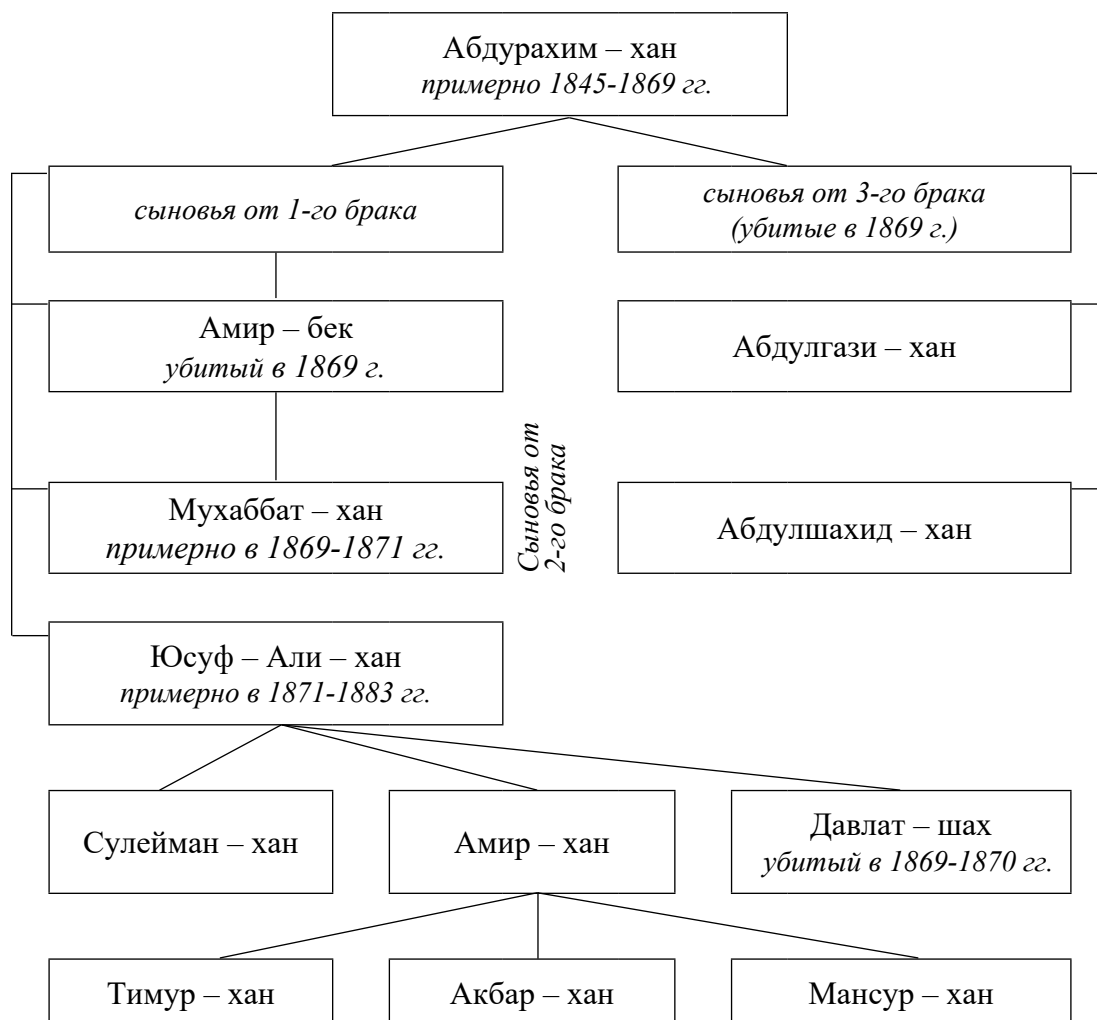 Абдурахим – хан
примерно 1845-1869 гг.
сыновья от 1-го брака
сыновья от 3-го брака
(убитые в 1869 г.)
Амир – бек
убитый в 1869 г.
Абдулгази – хан
Сыновья от
2-го брака
Мухаббат – хан
примерно в 1869-1871 гг.
Абдулшахид – хан
Юсуф – Али – хан
примерно в 1871-1883 гг.
Сулейман – хан
Амир – хан
Давлат – шах
убитый в 1869-1870 гг.
Тимур – хан
Акбар – хан
Мансур – хан